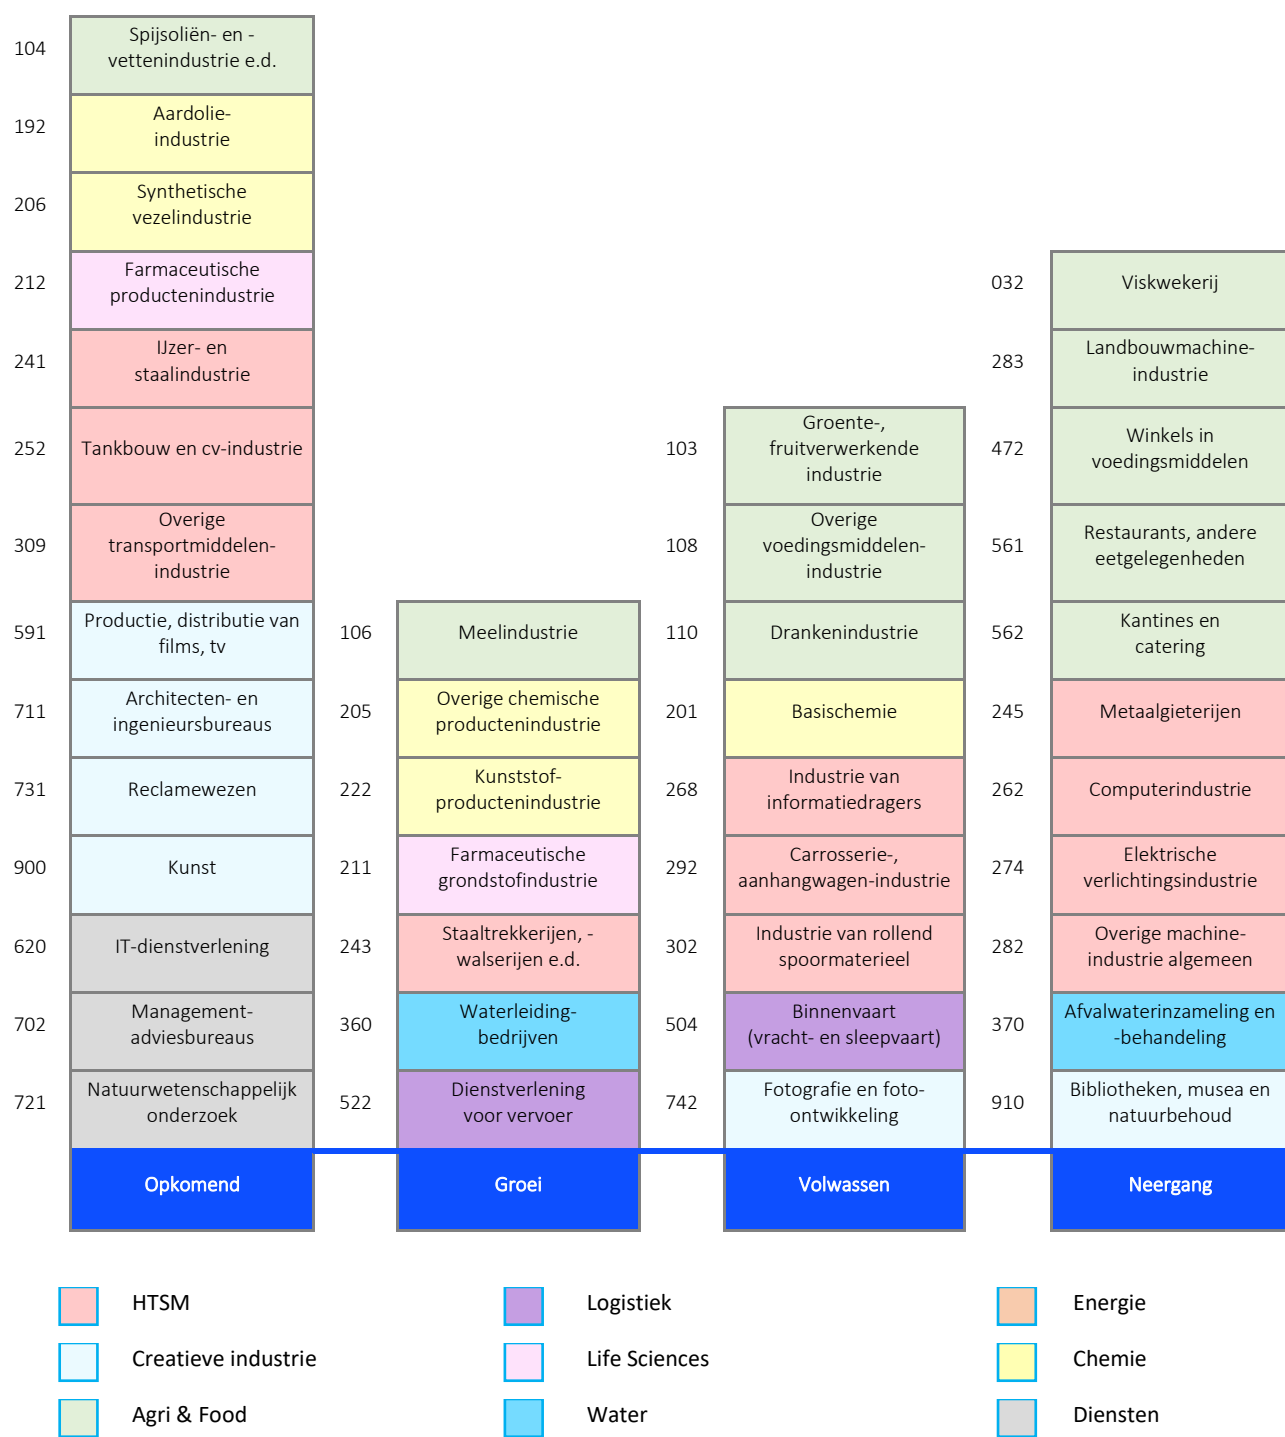 104
Spijsoliën- en -
vettenindustrie e.d.
192
Aardolie-
industrie
206
Synthetische
vezelindustrie
212
Farmaceutische
productenindustrie
032
Viskwekerij
241
IJzer- en
staalindustrie
283
Landbouwmachine-
industrie
252
Tankbouw en cv-industrie
103
Groente-,
fruitverwerkende
industrie
472
Winkels in
voedingsmiddelen
309
Overige
transportmiddelen-
industrie
108
Overige
voedingsmiddelen-
industrie
561
Restaurants, andere
eetgelegenheden
591
Productie, distributie van
films, tv
106
Meelindustrie
110
Drankenindustrie
562
Kantines en
catering
711
Architecten- en
ingenieursbureaus
205
Overige chemische
productenindustrie
201
Basischemie
245
Metaalgieterijen
731
Reclamewezen
222
Kunststof-
productenindustrie
268
Industrie van
informatiedragers
262
Computerindustrie
900
Kunst
211
Farmaceutische
grondstofindustrie
292
Carrosserie-,
aanhangwagen-industrie
274
Elektrische
verlichtingsindustrie
620
IT-dienstverlening
243
Staaltrekkerijen, -
walserijen e.d.
302
Industrie van rollend
spoormaterieel
282
Overige machine-
industrie algemeen
702
Management-
adviesbureaus
360
Waterleiding-
bedrijven
504
Binnenvaart
(vracht- en sleepvaart)
370
Afvalwaterinzameling en
-behandeling
721
Natuurwetenschappelijk
onderzoek
522
Dienstverlening
voor vervoer
742
Fotografie en foto-
ontwikkeling
910
Bibliotheken, musea en
natuurbehoud
Opkomend
Groei
Volwassen
Neergang
HTSM
Logistiek
Energie
Creatieve industrie
Life Sciences
Chemie
Agri & Food
Water
Diensten